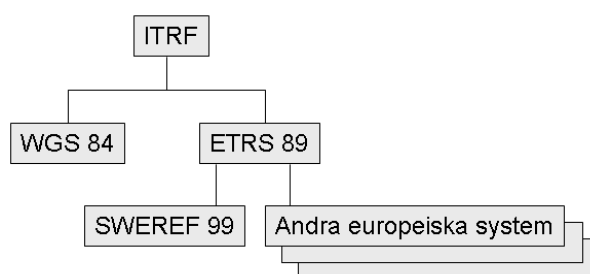 ITRF
WGS 84
ETRS 89
SWEREF 99
Andra europeiska system